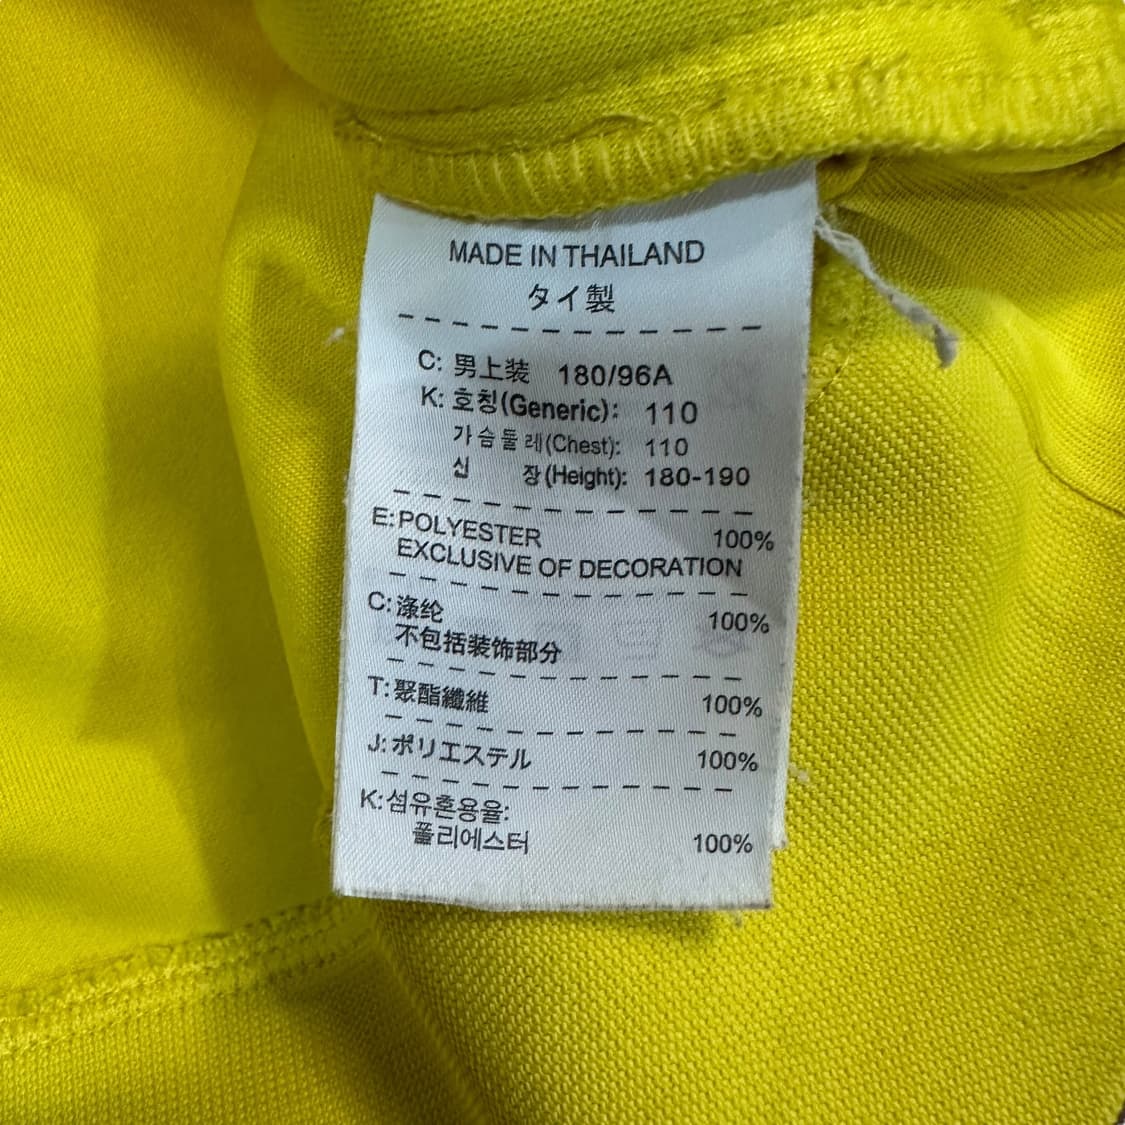 MADE IN THAILAND
タイ製
C: 男上装 180/96A
K: 호칭(Generic): 110
가슴둘레(Chest): 110
신 장(Height): 180-190
E: POLYESTER 100%
EXCLUSIVE OF DECORATION
C: 涤纶 100%
不包括装饰部分
T: 聚酯纖維 100%
J: ポリエステル 100%
K: 섬유혼용율:
폴리에스터 100%